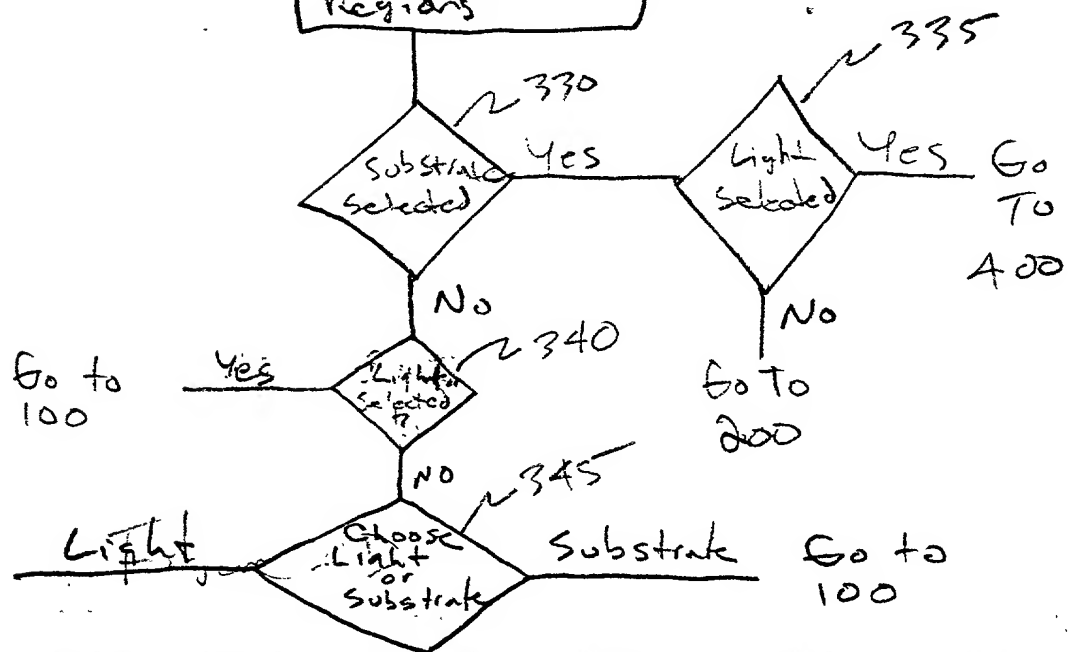 Regions
335
330
Substrate
selected
Yes
Light
selected
Yes
Go
To
400
No
No
340
Go to
100
Yes
Light
selected
?
Go To
200
No
345
Light
Choose
Light
or
Substrate
Substrate
Go to
100